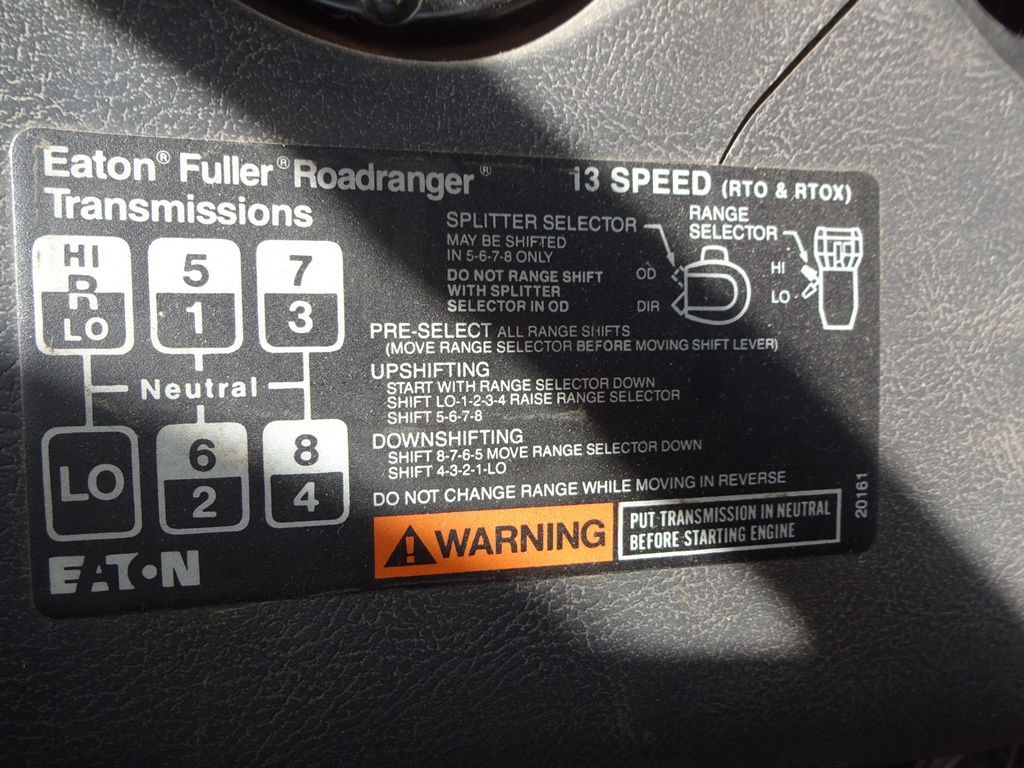 Eaton® Fuller® Roadranger®
Transmissions
13 SPEED (RTO & RTOX)
HI
R
LO
5
1
7
3
Neutral
LO
6
2
8
4
SPLITTER SELECTOR
MAY BE SHIFTED
IN 5-6-7-8 ONLY
DO NOT RANGE SHIFT
WITH SPLITTER
SELECTOR IN OD
OD
DIR
RANGE
SELECTOR
HI
LO
PRE-SELECT ALL RANGE SHIFTS
(MOVE RANGE SELECTOR BEFORE MOVING SHIFT LEVER)
UPSHIFTING
START WITH RANGE SELECTOR DOWN
SHIFT LO-1-2-3-4 RAISE RANGE SELECTOR
SHIFT 5-6-7-8
DOWNSHIFTING
SHIFT 8-7-6-5 MOVE RANGE SELECTOR DOWN
SHIFT 4-3-2-1-LO
DO NOT CHANGE RANGE WHILE MOVING IN REVERSE
WARNING
PUT TRANSMISSION IN NEUTRAL
BEFORE STARTING ENGINE
20161
EATON